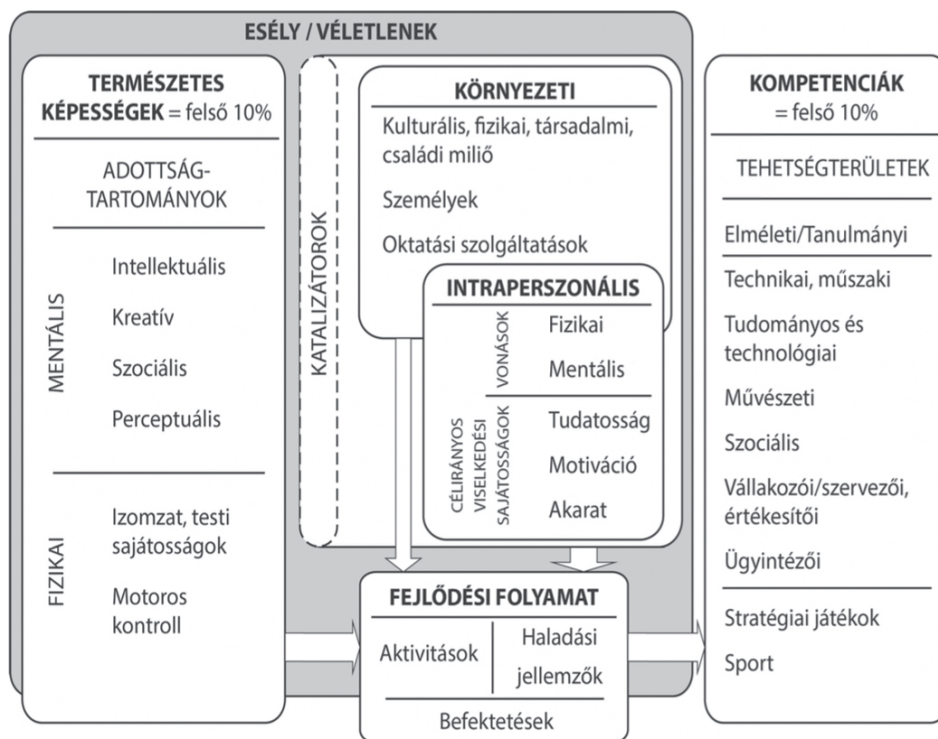 ESÉLY / VÉLETLENEK
TERMÉSZETES
KÉPESSÉGEK = felső 10%
ADOTTSÁG-
TARTOMÁNYOK
MENTÁLIS
Intellektuális
Kreatív
Szociális
Perceptuális
FIZIKAI
Izomzat, testi
sajátosságok
Motoros
kontroll
KATALIZÁTOROK
KÖRNYEZETI
Kulturális, fizikai, társadalmi,
családi miliő
Személyek
Oktatási szolgáltatások
INTRAPERSZONÁLIS
VONÁSOK
Fizikai
Mentális
CÉLIRÁNYOS
VISELKEDÉSI
SAJÁTOSSÁGOK
Tudatosság
Motiváció
Akarat
FEJLŐDÉSI FOLYAMAT
Aktivitások
Haladási
jellemzők
Befektetések
KOMPETENCIÁK
= felső 10%
TEHETSÉGTERÜLETEK
Elméleti/Tanulmányi
Technikai, műszaki
Tudományos és
technológiai
Művészeti
Szociális
Vállakozói/szervezői,
értékesítői
Ügyintézői
Stratégiai játékok
Sport